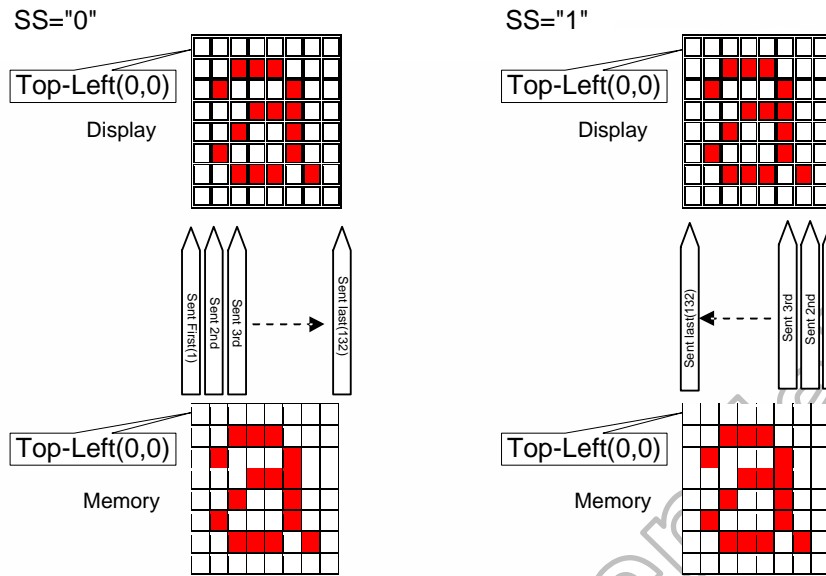 SS="0"
Top-Left(0,0)
Display
Sent First(1)
Sent 2nd
Sent 3rd
Sent last(132)
Top-Left(0,0)
Memory
SS="1"
Top-Left(0,0)
Display
Sent last(132)
Sent 3rd
Sent 2nd
Top-Left(0,0)
Memory